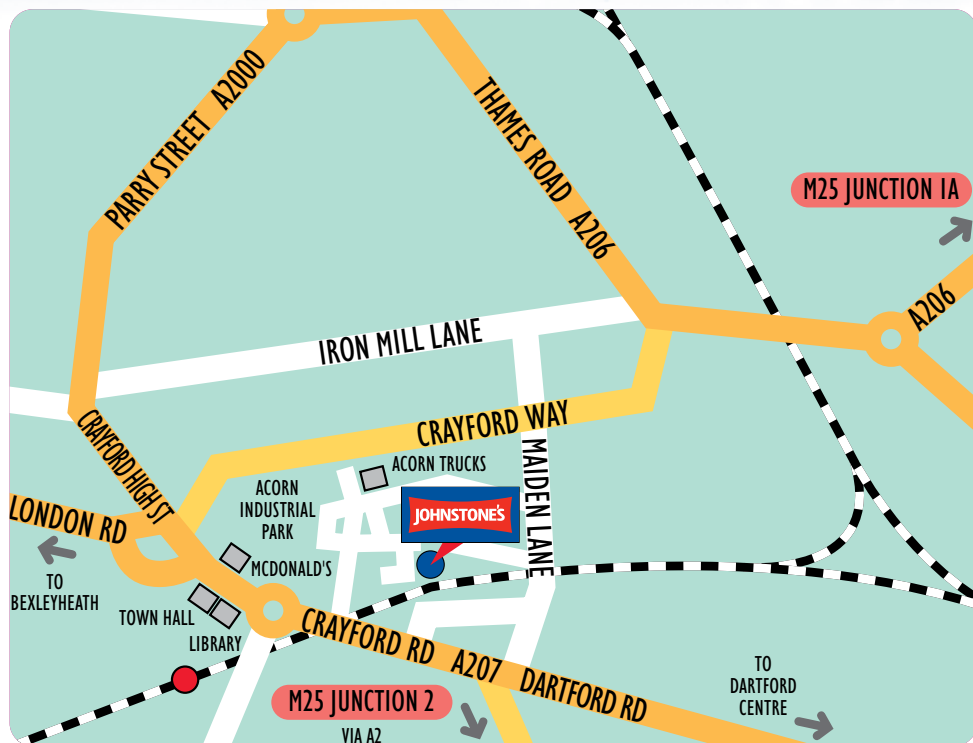 PARRY STREET A2000
THAMES ROAD A206
M25 JUNCTION 1A
A206
IRON MILL LANE
CRAYFORD WAY
CRAYFORD HIGH ST
MAIDEN LANE
ACORN TRUCKS
ACORN
INDUSTRIAL
PARK
JOHNSTONE'S
LONDON RD
TO
BEXLEYHEATH
MCDONALD'S
TOWN HALL
LIBRARY
CRAYFORD RD A207 DARTFORD RD
TO
DARTFORD
CENTRE
M25 JUNCTION 2
VIA A2